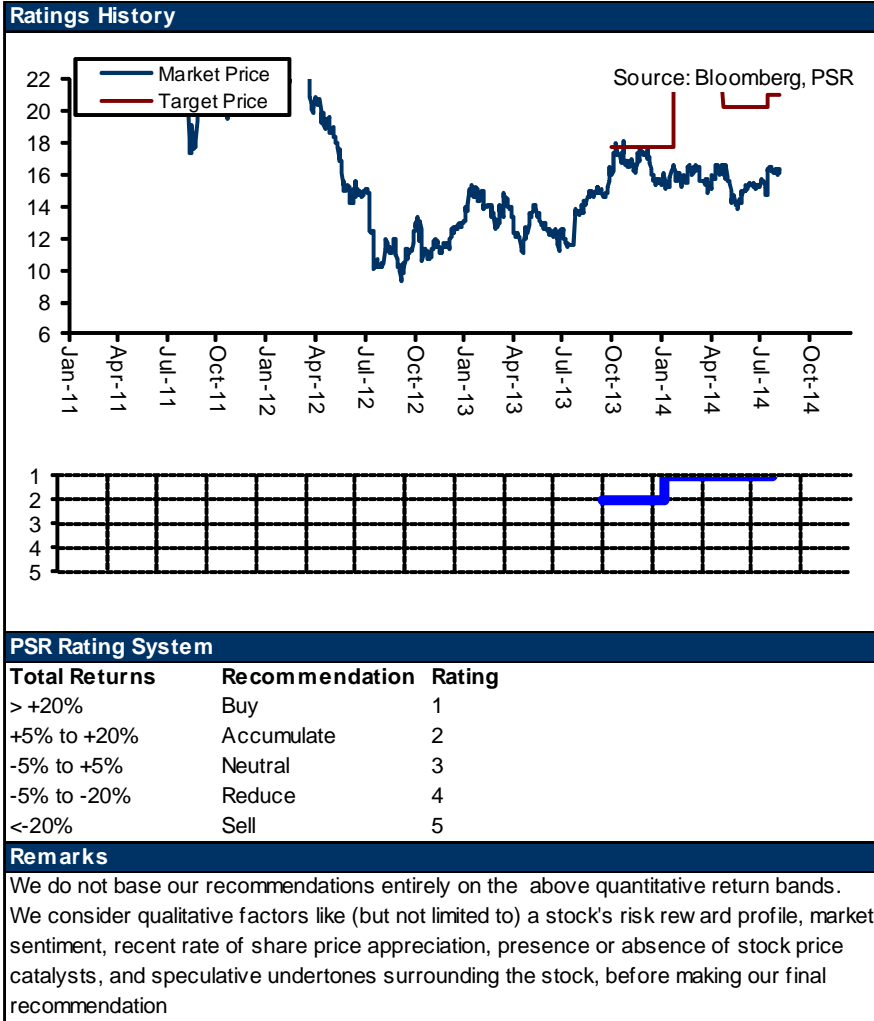 Ratings History
Market Price
Target Price
Source: Bloomberg, PSR
22
20
18
16
14
12
10
8
6
Jan-11
Apr-11
Jul-11
Oct-11
Jan-12
Apr-12
Jul-12
Oct-12
Jan-13
Apr-13
Jul-13
Oct-13
Jan-14
Apr-14
Jul-14
Oct-14
1
2
3
4
5
PSR Rating System
Total Returns Recommendation Rating
> +20% Buy 1
+5% to +20% Accumulate 2
-5% to +5% Neutral 3
-5% to -20% Reduce 4
<-20% Sell 5
Remarks
We do not base our recommendations entirely on the above quantitative return bands.
We consider qualitative factors like (but not limited to) a stock's risk reward profile, market
sentiment, recent rate of share price appreciation, presence or absence of stock price
catalysts, and speculative undertones surrounding the stock, before making our final
recommendation